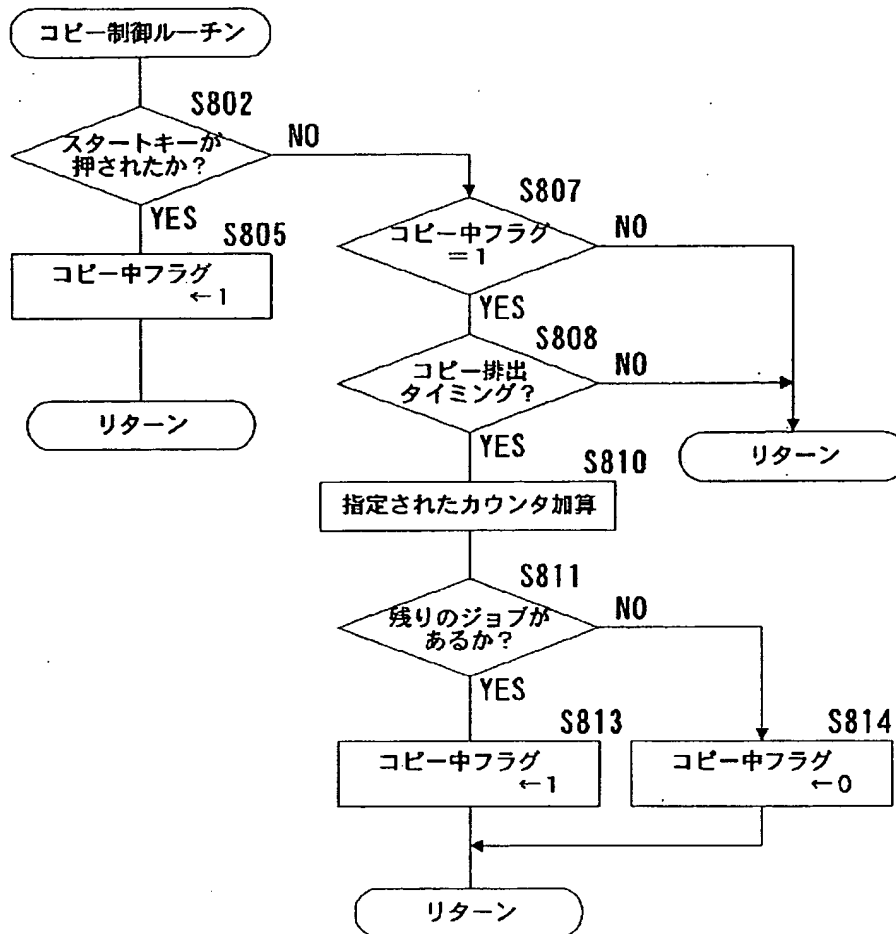 コピー制御ルーチン
S802
スタートキーが
押されたか？
NO
YES
S805
コピー中フラグ
←1
リターン
S807
コピー中フラグ
＝1
NO
YES
S808
コピー排出
タイミング？
NO
YES
リターン
S810
指定されたカウンタ加算
S811
残りのジョブが
あるか？
NO
YES
S813
コピー中フラグ
←1
S814
コピー中フラグ
←0
リターン